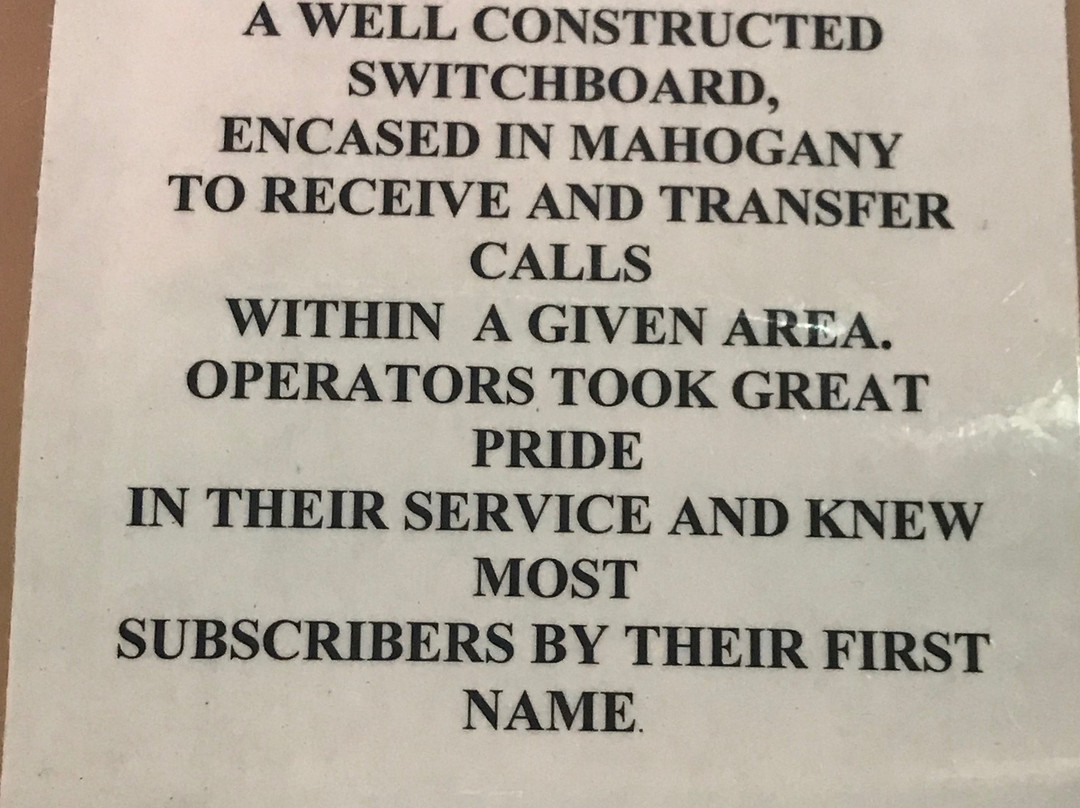 A WELL CONSTRUCTED
SWITCHBOARD,
ENCASED IN MAHOGANY
TO RECEIVE AND TRANSFER
CALLS
WITHIN  A GIVEN AREA.
OPERATORS TOOK GREAT
PRIDE
IN THEIR SERVICE AND KNEW
MOST
SUBSCRIBERS BY THEIR FIRST
NAME.